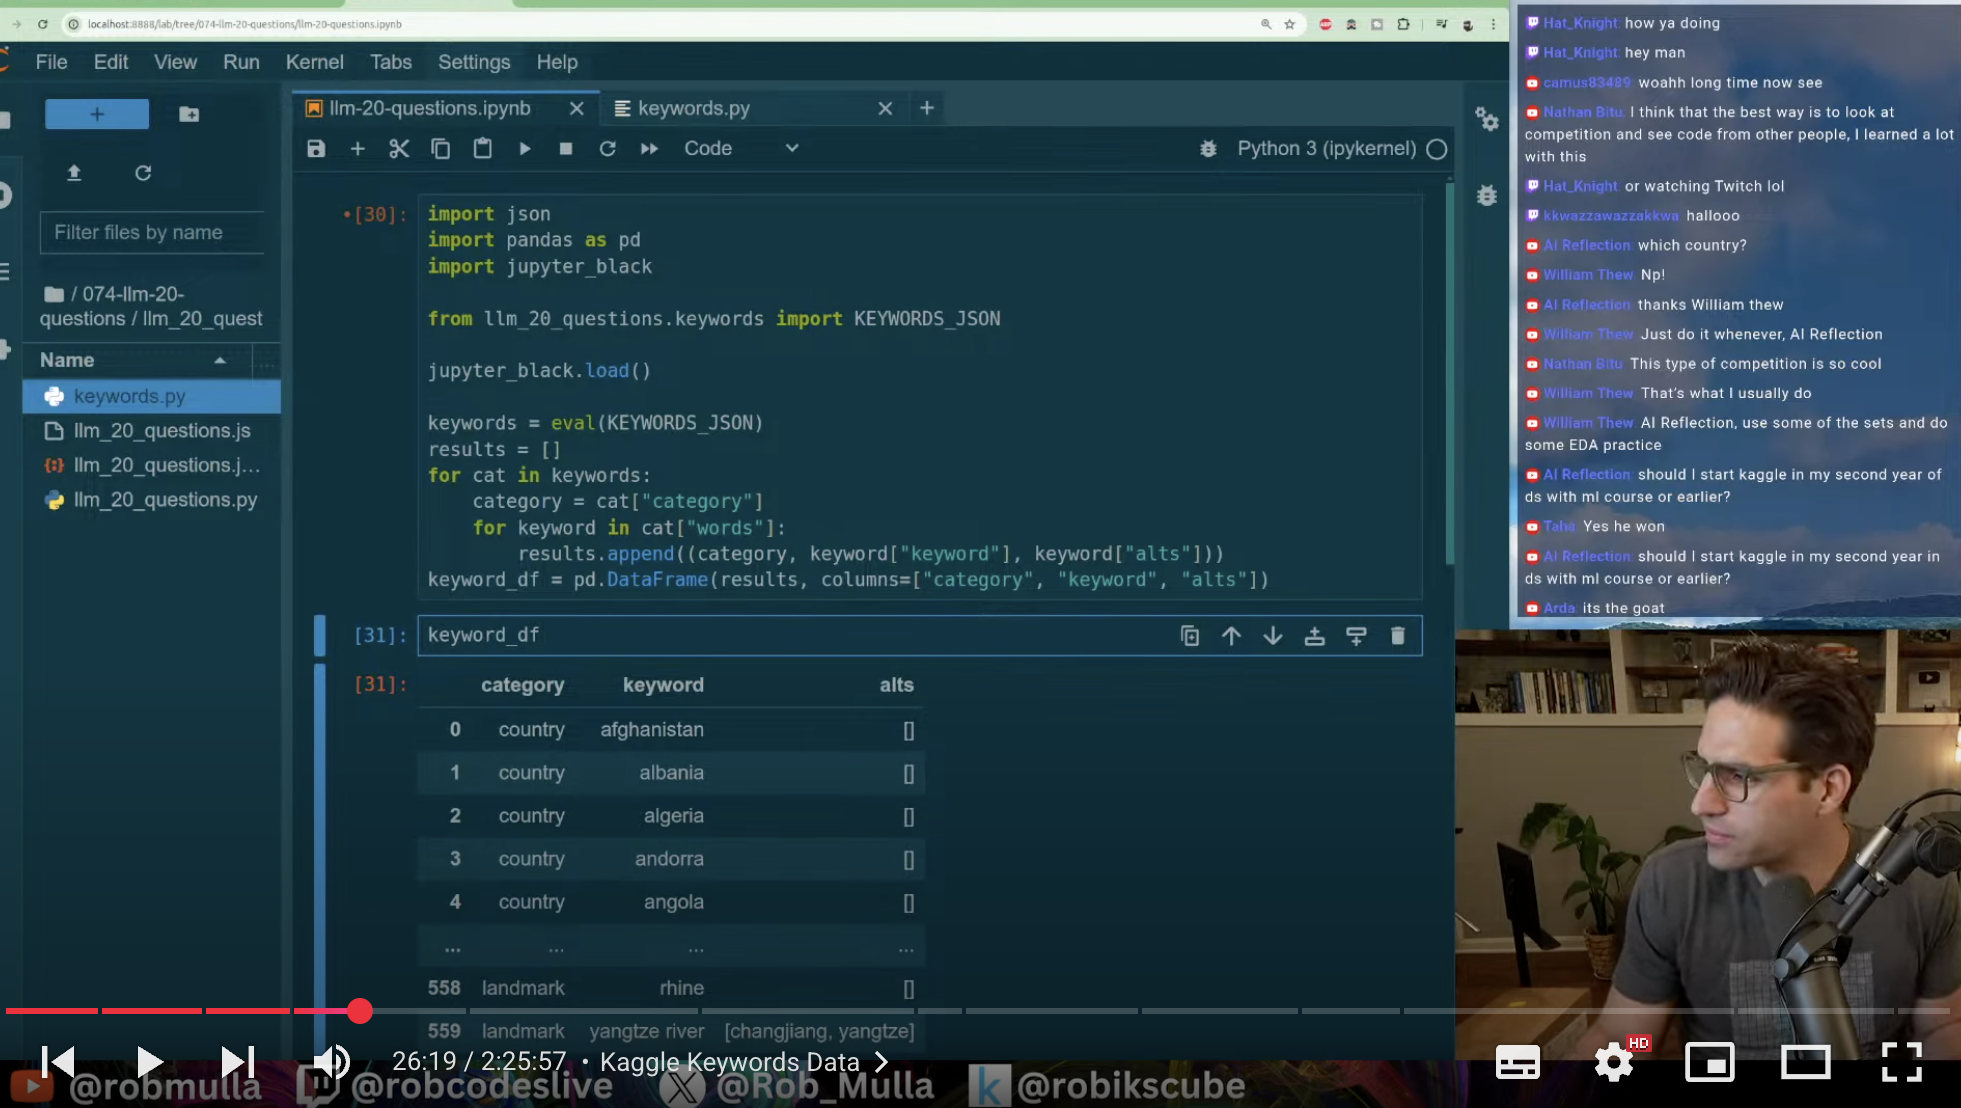 localhost:8888/lab/tree/074-llm-20-questions/llm-20-questions.ipynb
File Edit View Run Kernel Tabs Settings Help
llm-20-questions.ipynb
keywords.py
Code
Python 3 (ipykernel)
Filter files by name
/ 074-llm-20-
questions / llm_20_quest
Name
keywords.py
llm_20_questions.js
llm_20_questions.j...
llm_20_questions.py
[30]:
import json
import pandas as pd
import jupyter_black
from llm_20_questions.keywords import KEYWORDS_JSON
jupyter_black.load()
keywords = eval(KEYWORDS_JSON)
results = []
for cat in keywords:
category = cat["category"]
for keyword in cat["words"]:
results.append((category, keyword["keyword"], keyword["alts"]))
keyword_df = pd.DataFrame(results, columns=["category", "keyword", "alts"])
[31]: keyword_df
[31]: category keyword alts
0 country afghanistan []
1 country albania []
2 country algeria []
3 country andorra []
4 country angola []
... ... ... ...
558 landmark rhine []
559 landmark yangtze river [changjiang, yangtze]
Hat_Knight: how ya doing
Hat_Knight: hey man
camus83489: woahh long time now see
Nathan Bitu: I think that the best way is to look at
competition and see code from other people, I learned a lot
with this
Hat_Knight: or watching Twitch lol
kkwazzawazzakkwa hallooo
AI Reflection: which country?
William Thew: Np!
AI Reflection: thanks William thew
William Thew: Just do it whenever, AI Reflection
Nathan Bitu: This type of competition is so cool
William Thew: That's what I usually do
William Thew: AI Reflection, use some of the sets and do
some EDA practice
AI Reflection: should I start kaggle in my second year of
ds with ml course or earlier?
Taha: Yes he won
AI Reflection: should I start kaggle in my second year in
ds with ml course or earlier?
Arda: its the goat
26:19 / 2:25:57 • Kaggle Keywords Data
HD
@robmulla @robcodeslive @Rob_Mulla k @robikscube